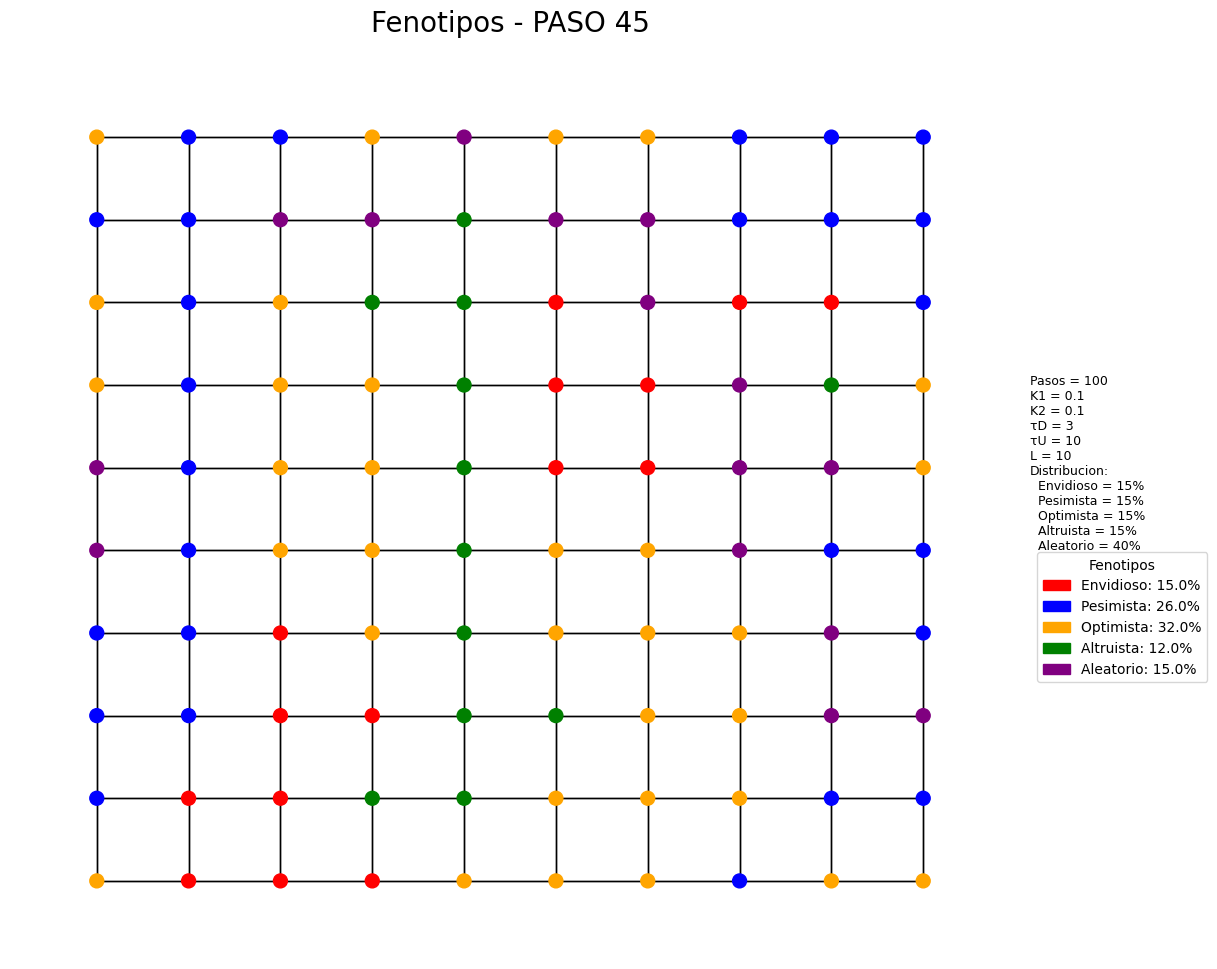 Fenotipos - PASO 45
Pasos = 100
K1 = 0.1
K2 = 0.1
τD = 3
τU = 10
L = 10
Distribucion:
Envidioso = 15%
Pesimista = 15%
Optimista = 15%
Altruista = 15%
Aleatorio = 40%
Fenotipos
Envidioso: 15.0%
Pesimista: 26.0%
Optimista: 32.0%
Altruista: 12.0%
Aleatorio: 15.0%